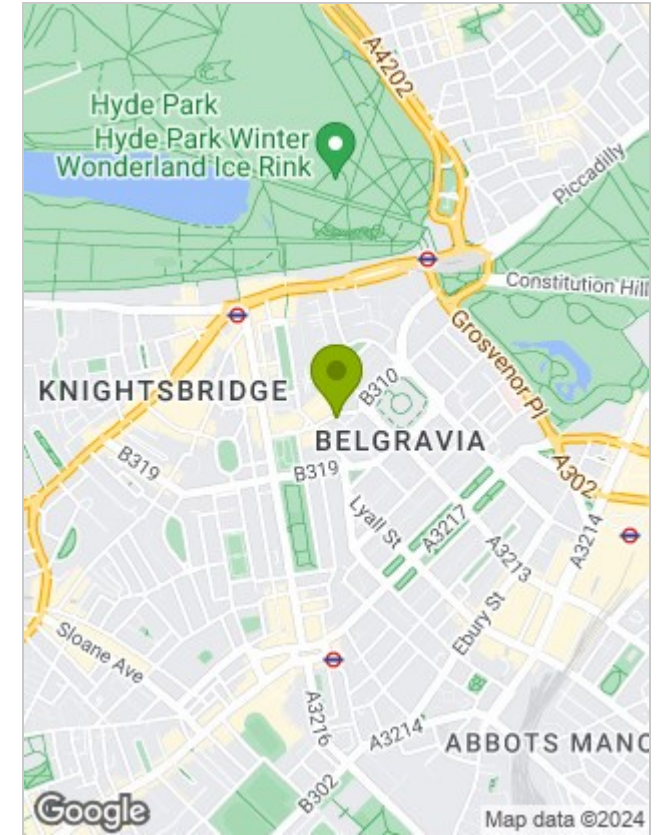 A4202
Hyde Park
Hyde Park Winter
Wonderland Ice Rink
Piccadilly
Constitution Hill
Grosvenor Pl
KNIGHTSBRIDGE
B310
BELGRAVIA
B319
B319
A302
Lyall St
A3217
A3214
A3213
Ebury St
Sloane Ave
A3216
A3214
ABBOTS MANO
B302
Google
Map data ©2024